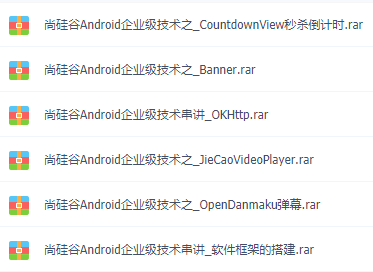 尚硅谷Android企业级技术之_CountdownView秒杀倒计时.rar
尚硅谷Android企业级技术之_Banner.rar
尚硅谷Android企业级技术串讲_OKHttp.rar
尚硅谷Android企业级技术之_JieCaoVideoPlayer.rar
尚硅谷Android企业级技术之_OpenDanmaku弹幕.rar
尚硅谷Android企业级技术串讲_软件框架的搭建.rar